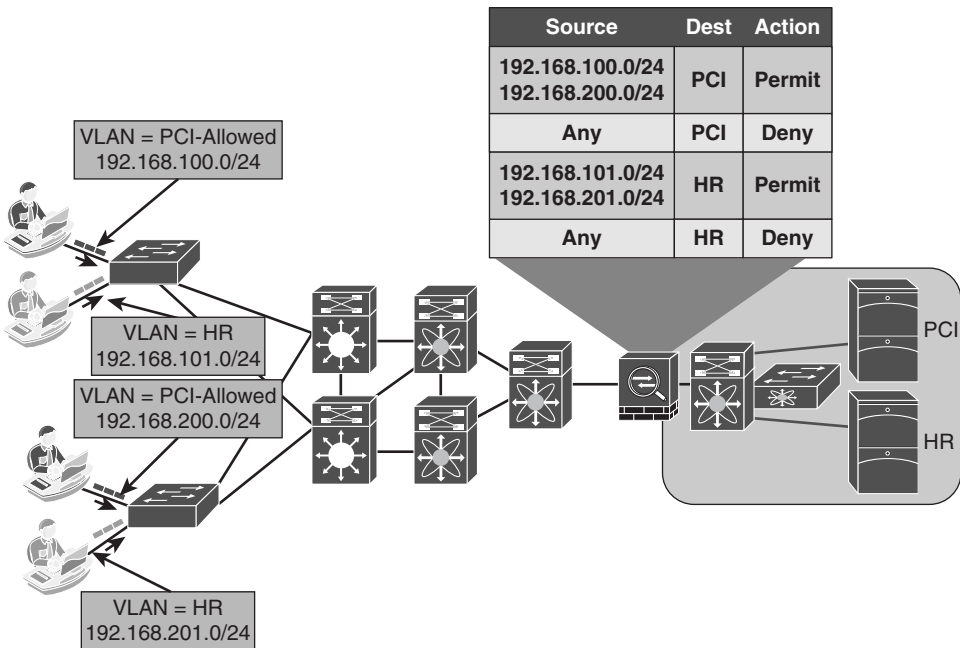 Source Dest Action
192.168.100.0/24
192.168.200.0/24
PCI
Permit
Any PCI Deny
192.168.101.0/24
192.168.201.0/24
HR
Permit
Any HR Deny
VLAN = PCI-Allowed
192.168.100.0/24
VLAN = HR
192.168.101.0/24
VLAN = PCI-Allowed
192.168.200.0/24
VLAN = HR
192.168.201.0/24
PCI
HR